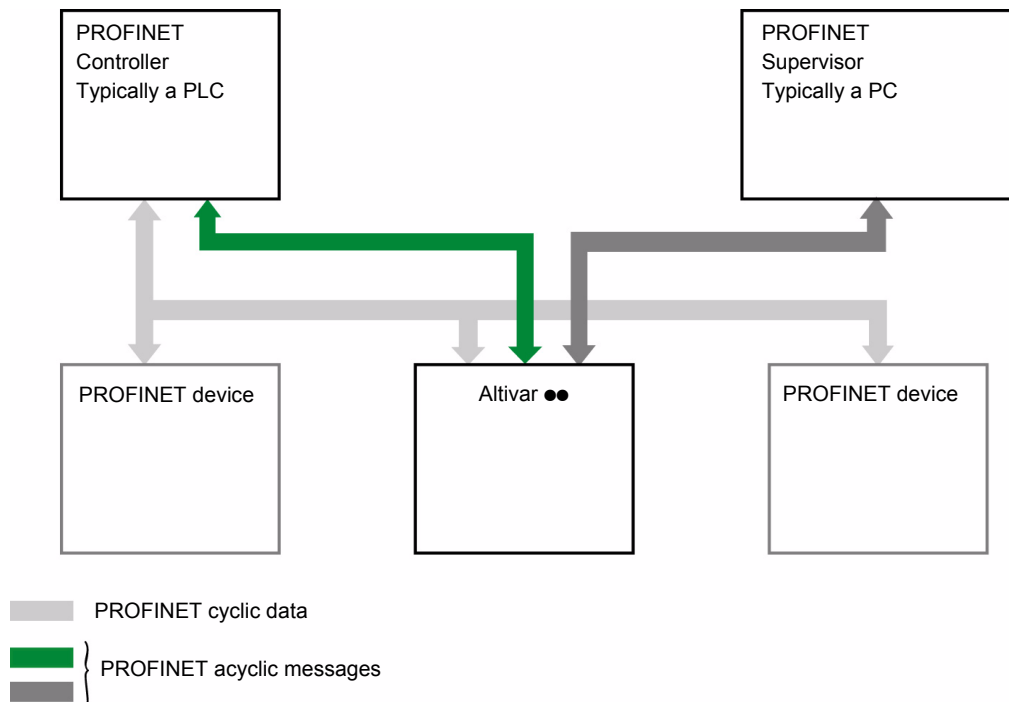 PROFINET
Controller
Typically a PLC
PROFINET
Supervisor
Typically a PC
PROFINET device
Altivar ●●
PROFINET device
PROFINET cyclic data
PROFINET acyclic messages